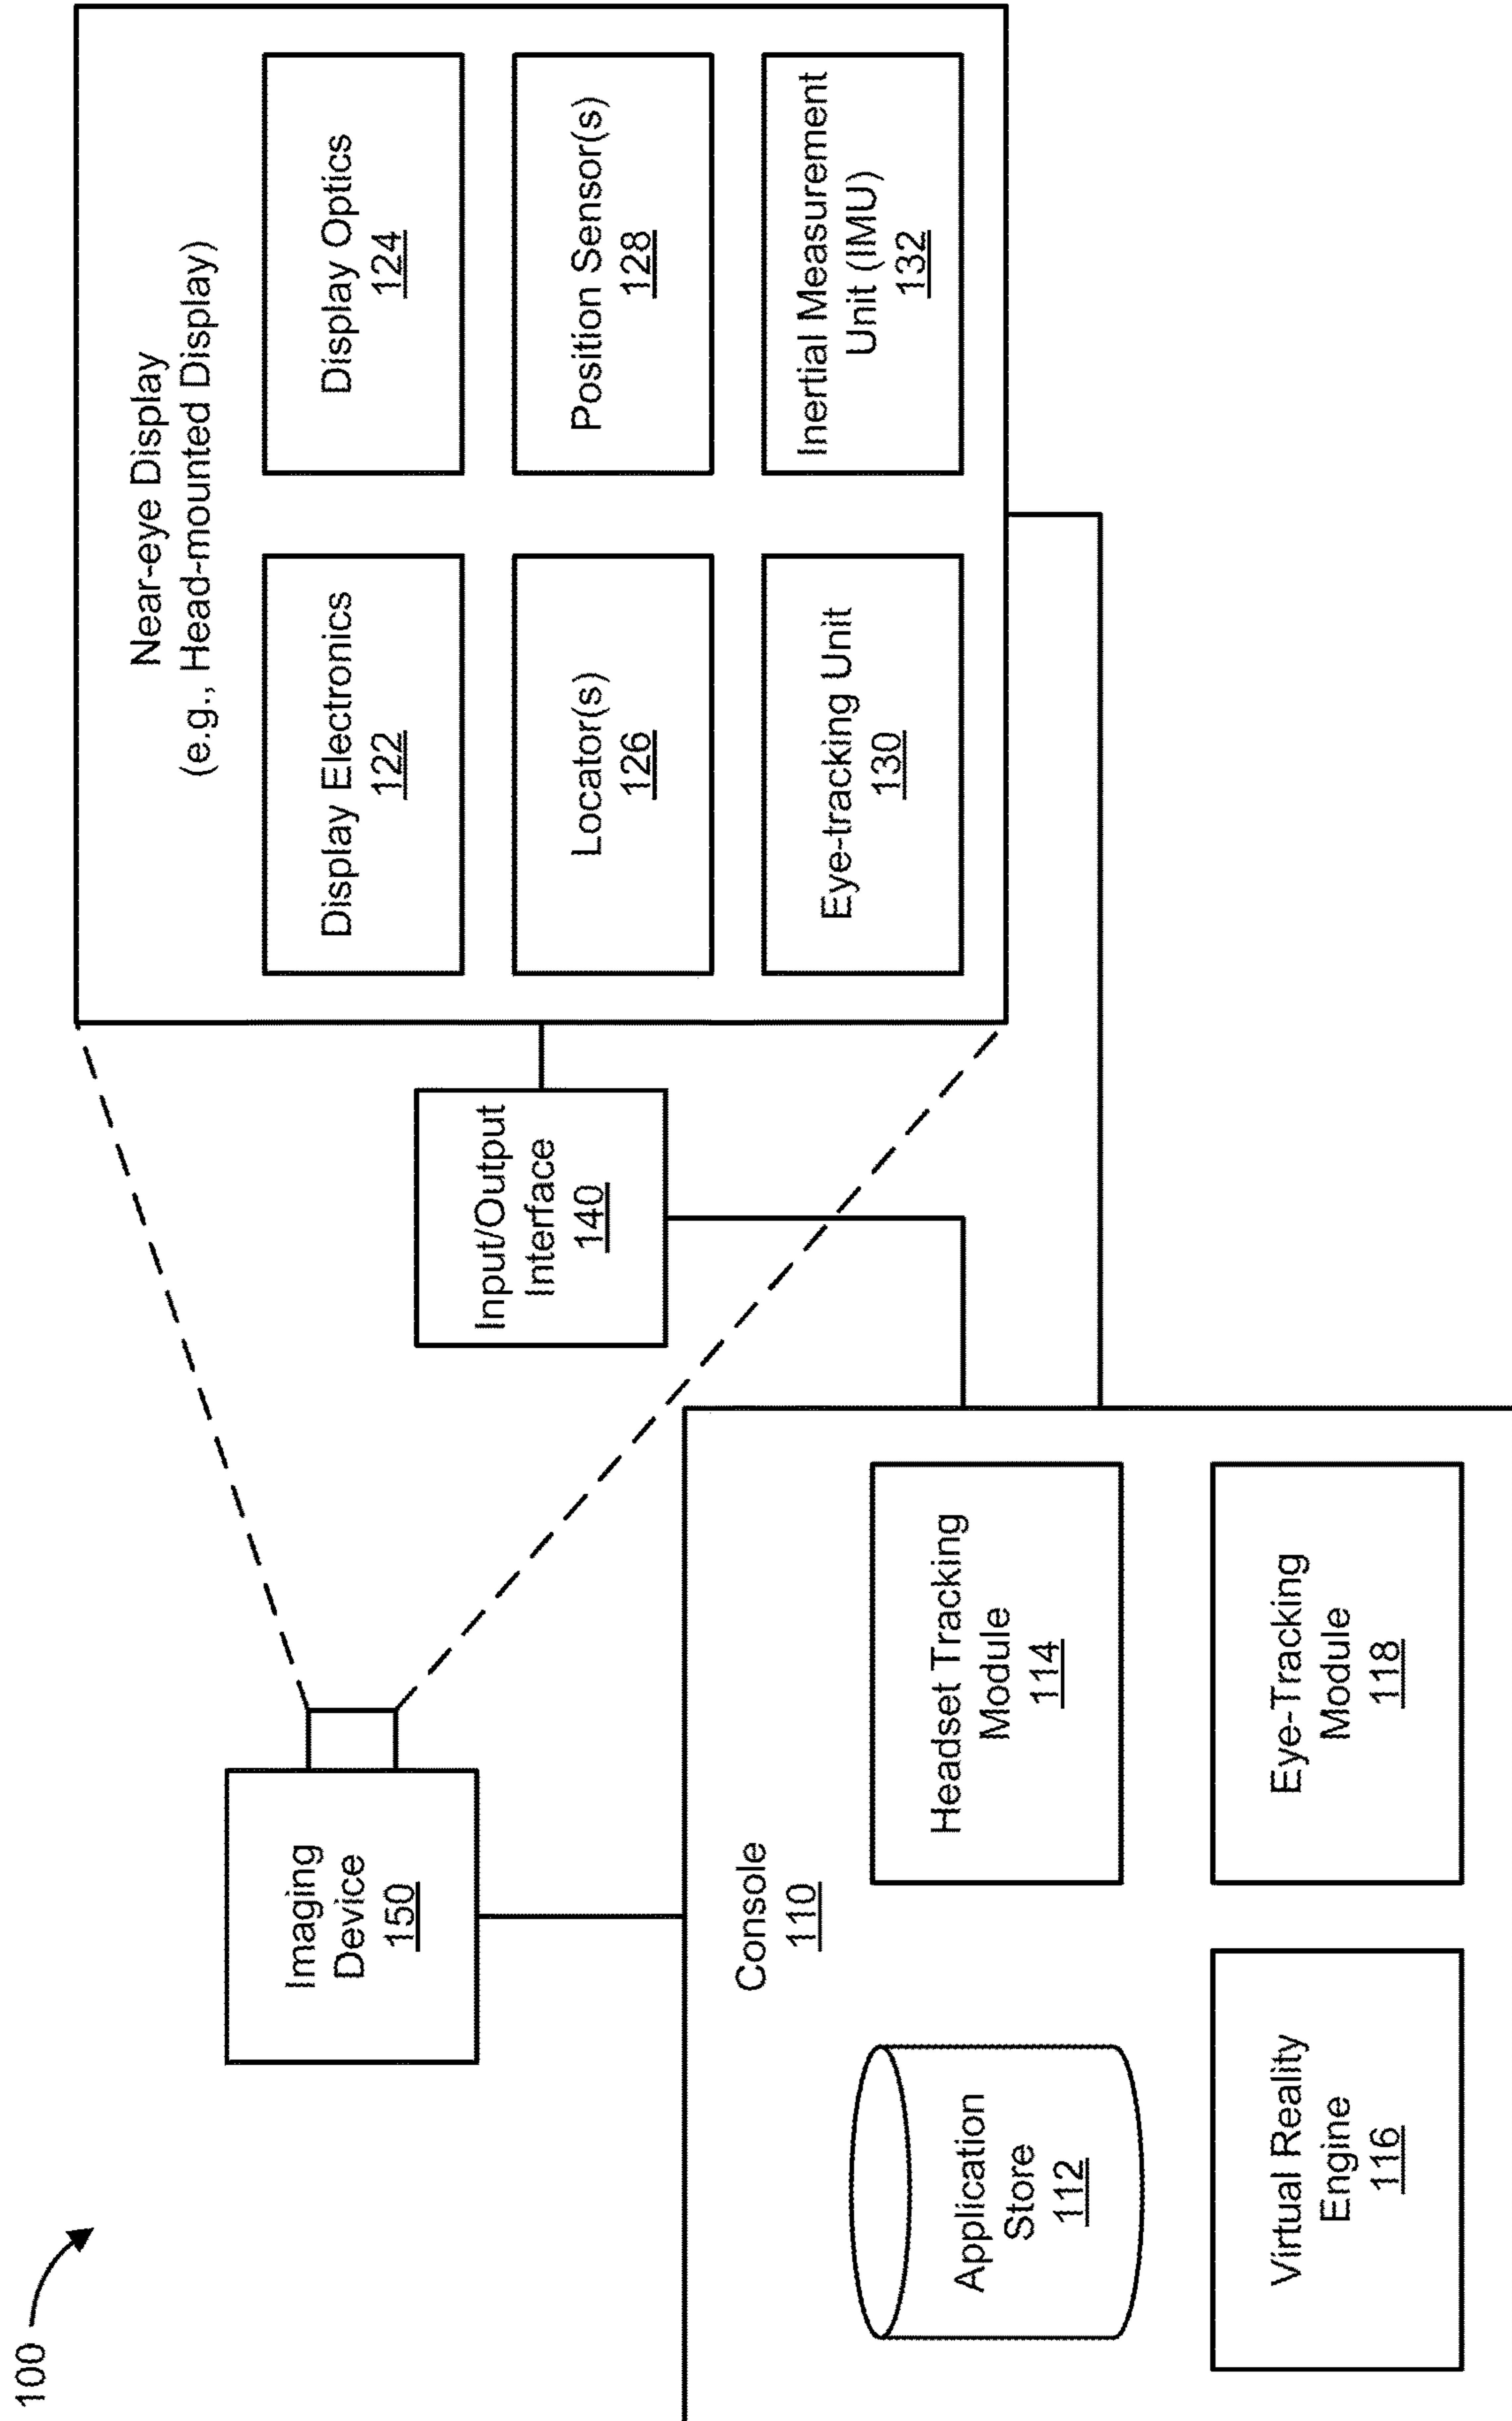 100
Imaging
Device
150
Input/Output
Interface
140
Near-eye Display
(e.g., Head-mounted Display)
Display Electronics
122
Display Optics
124
Locator(s)
126
Position Sensor(s)
128
Eye-tracking Unit
130
Inertial Measurement
Unit (IMU)
132
Console
110
Application
Store
112
Headset Tracking
Module
114
Virtual Reality
Engine
116
Eye-Tracking
Module
118